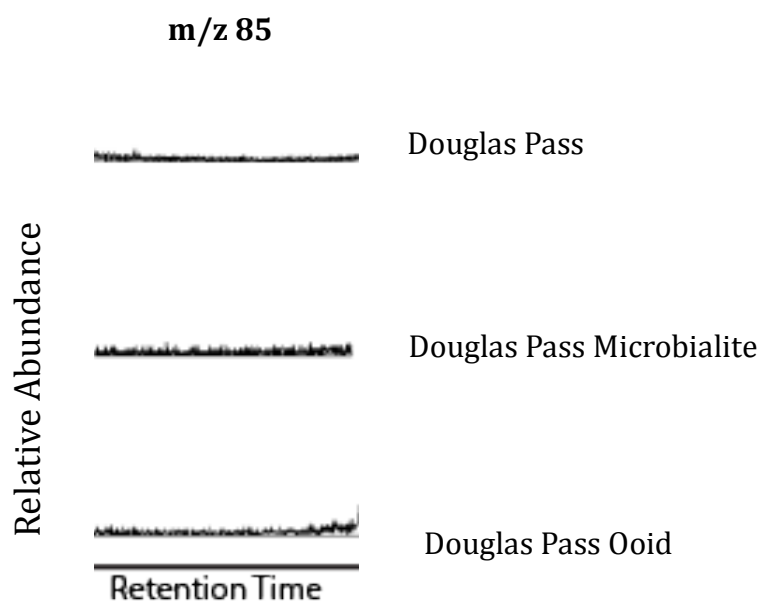 m/z 85
Douglas Pass
Relative Abundance
Douglas Pass Microbialite
Douglas Pass Ooid
Retention Time